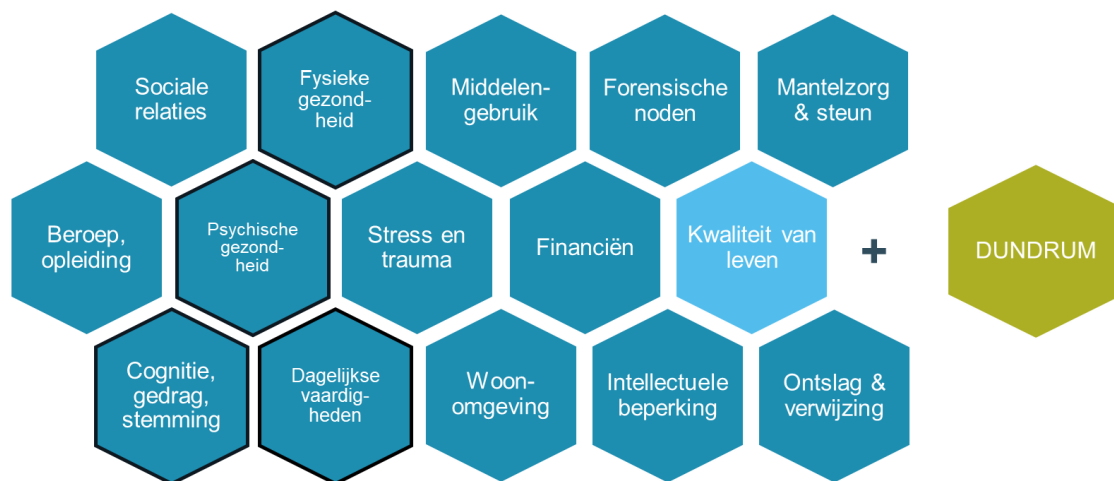 Sociale
relaties
Fysieke
gezond-
heid
Middelen-
gebruik
Forensische
noden
Mantelzorg
& steun
Beroep,
opleiding
Psychische
gezond-
heid
Stress en
trauma
Financiën
Kwaliteit van
leven
+
DUNDRUM
Cognitie,
gedrag,
stemming
Dagelijkse
vaardig-
heden
Woon-
omgeving
Intellectuele
beperking
Ontslag &
verwijzing